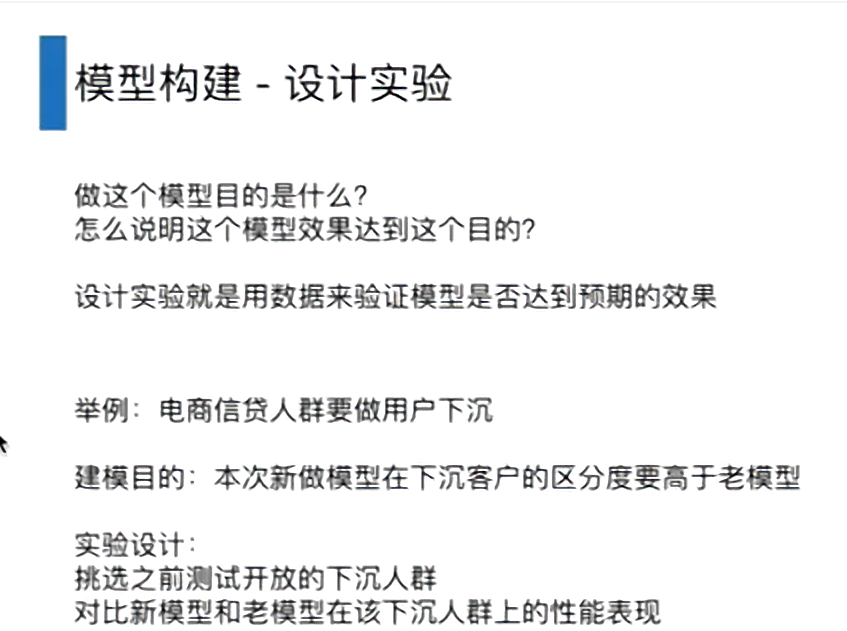 模型构建 - 设计实验
做这个模型目的是什么?
怎么说明这个模型效果达到这个目的?
设计实验就是用数据来验证模型是否达到预期的效果
举例：电商信贷人群要做用户下沉
建模目的：本次新做模型在下沉客户的区分度要高于老模型
实验设计：
挑选之前测试开放的下沉人群
对比新模型和老模型在该下沉人群上的性能表现